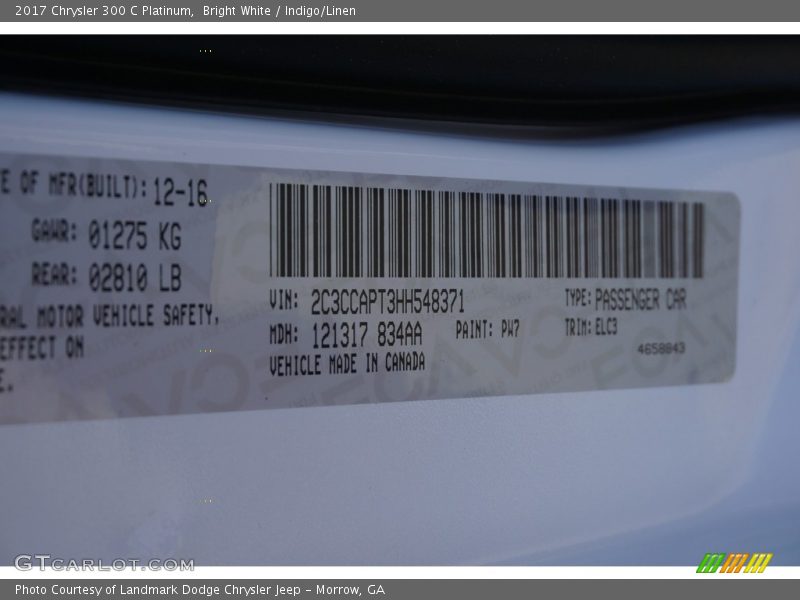 2017 Chrysler 300 C Platinum, Bright White / Indigo/Linen
E OF MFR(BUILT): 12-16
GAWR: 01275 KG
REAR: 02810 LB
RAL MOTOR VEHICLE SAFETY,
EFFECT ON
E.
VIN: 2C3CCAPT3HH548371 TYPE: PASSENGER CAR
MDH: 121317 834AA PAINT: PW7 TRIM: ELC3
VEHICLE MADE IN CANADA 4658843
GTCARLOT.COM
Photo Courtesy of Landmark Dodge Chrysler Jeep - Morrow, GA